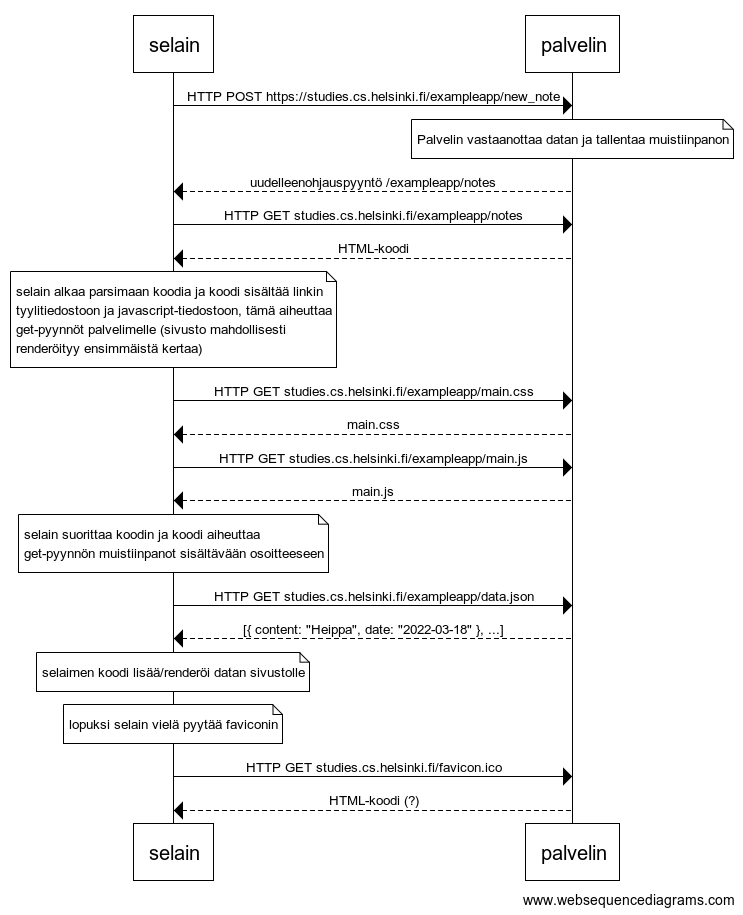 selain
palvelin
HTTP POST https://studies.cs.helsinki.fi/exampleapp/new_note
Palvelin vastaanottaa datan ja tallentaa muistiinpanon
uudelleenohjauspyyntö /exampleapp/notes
HTTP GET studies.cs.helsinki.fi/exampleapp/notes
HTML-koodi
selain alkaa parsimaan koodia ja koodi sisältää linkin
tyylitiedostoon ja javascript-tiedostoon, tämä aiheuttaa
get-pyynnöt palvelimelle (sivusto mahdollisesti
renderöityy ensimmäistä kertaa)
HTTP GET studies.cs.helsinki.fi/exampleapp/main.css
main.css
HTTP GET studies.cs.helsinki.fi/exampleapp/main.js
main.js
selain suorittaa koodin ja koodi aiheuttaa
get-pyynnön muistiinpanot sisältävään osoitteeseen
HTTP GET studies.cs.helsinki.fi/exampleapp/data.json
[{ content: "Heippa", date: "2022-03-18" }, ...]
selaimen koodi lisää/renderöi datan sivustolle
lopuksi selain vielä pyytää faviconin
HTTP GET studies.cs.helsinki.fi/favicon.ico
HTML-koodi (?)
selain
palvelin
www.websequencediagrams.com